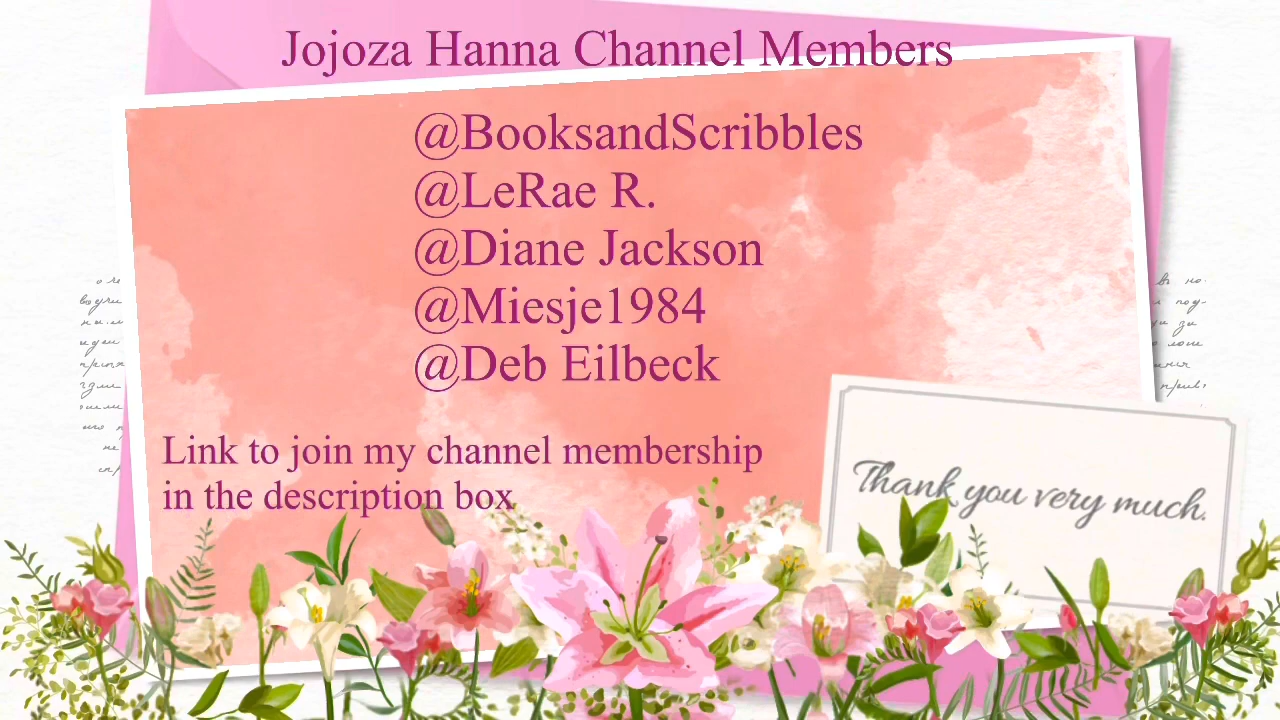 Jojoza Hanna Channel Members
@BooksandScribbles
@LeRae R.
@Diane Jackson
@Miesje1984
@Deb Eilbeck
Link to join my channel membership
in the description box
Thank you very much.